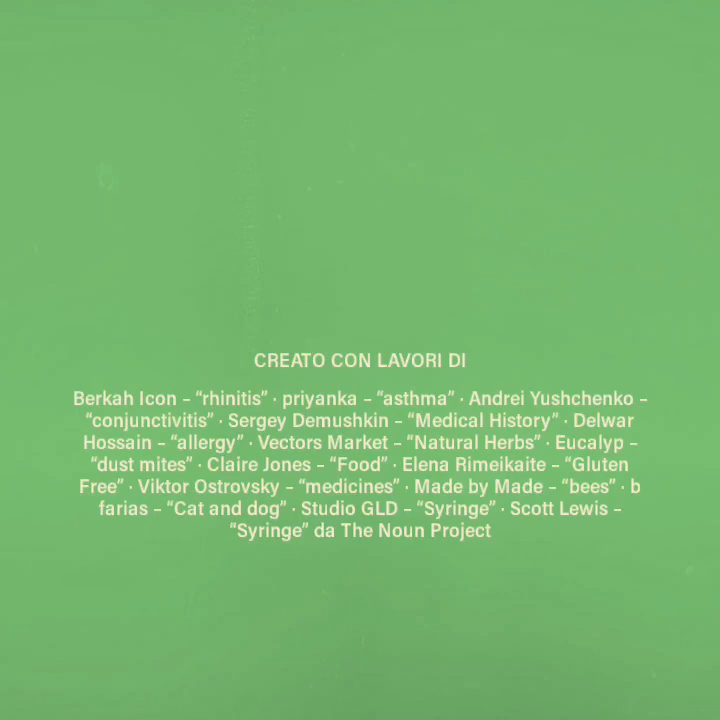 CREATO CON LAVORI DI
Berkah Icon – “rhinitis” · priyanka – “asthma” · Andrei Yushchenko –
“conjunctivitis” · Sergey Demushkin – “Medical History” · Delwar
Hossain – “allergy” · Vectors Market – “Natural Herbs” · Eucalyp –
“dust mites” · Claire Jones – “Food” · Elena Rimeikaite – “Gluten
Free” · Viktor Ostrovsky – “medicines” · Made by Made – “bees” · b
farias – “Cat and dog” · Studio GLD – “Syringe” · Scott Lewis –
“Syringe” da The Noun Project